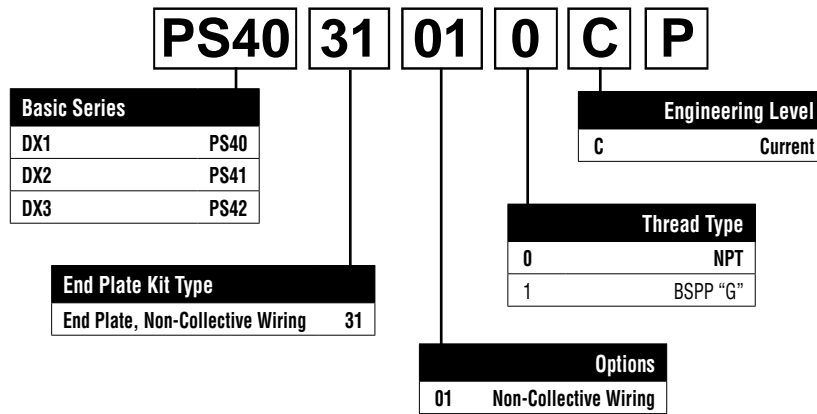 PS40 31 01 0 C P
Basic Series
DX1 PS40
DX2 PS41
DX3 PS42
Engineering Level
C Current
Thread Type
0 NPT
1 BSPP “G”
End Plate Kit Type
End Plate, Non-Collective Wiring 31
Options
01 Non-Collective Wiring